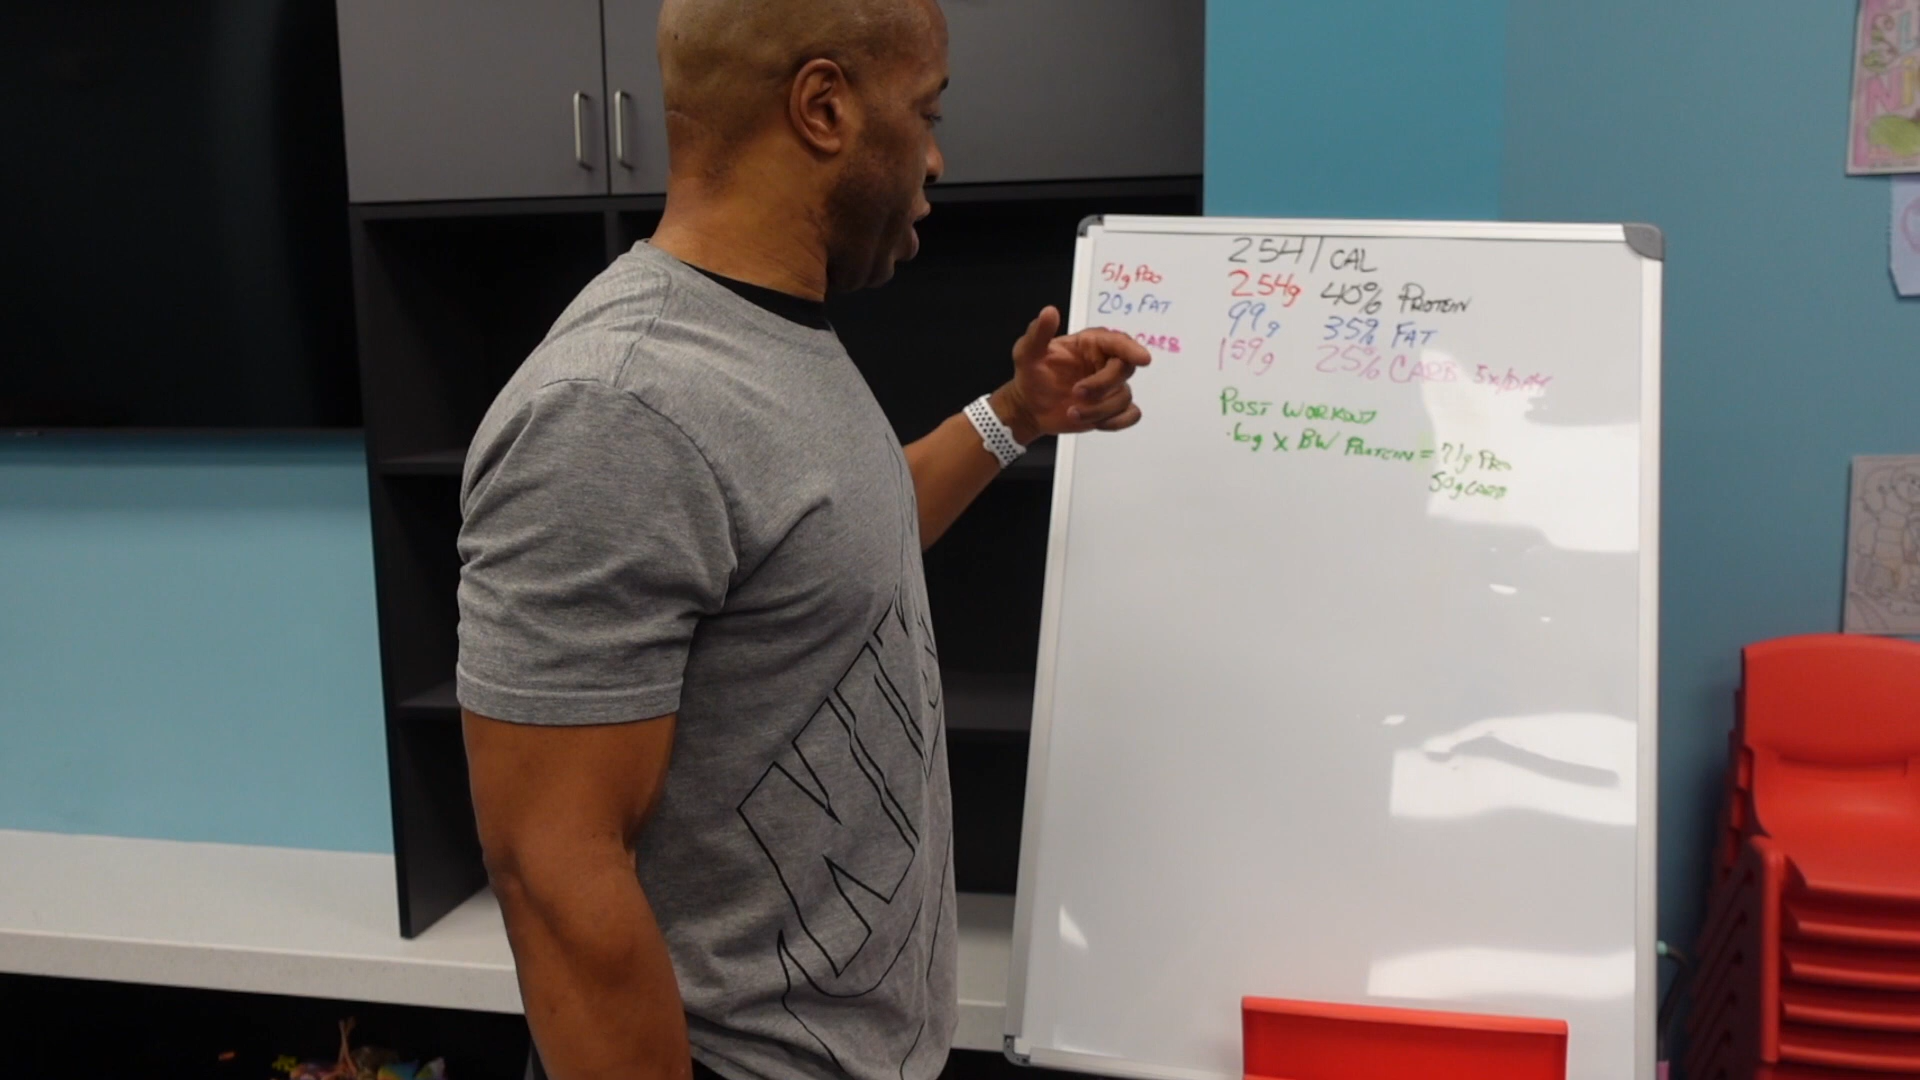 2541 CAL
51g PRO 254g 40% PROTEIN
20g FAT 99g 35% FAT
CARB 159g 25% CARB 5x/DAY
POST WORKOUT
.6g X BW PROTEIN = 71g PRO
50g CARB